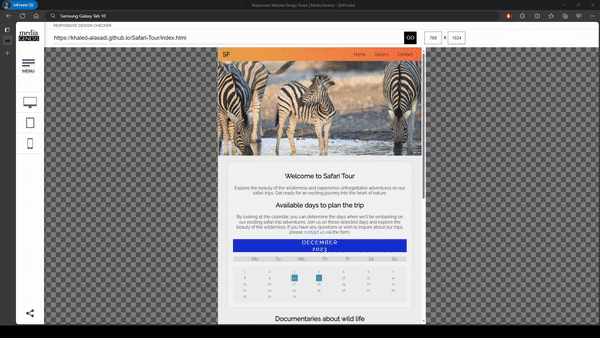 InPrivate (3)
Responsive Website Design Tester | Media Genesis - [InPrivate]
Samsung Galaxy Tab 10
RESPONSIVE DESIGN CHECKER
media
GENESIS
https://khaled-alasadi.github.io/Safari-Tour/index.html
GO
768
X
1024
MENU
SF
Home
Gallery
Contact
Welcome to Safari Tour
Explore the beauty of the wilderness and experience unforgettable adventures on our
safari trips. Get ready for an exciting journey into the heart of nature.
Available days to plan the trip
By looking at the calendar, you can determine the days when we'll be embarking on
our exciting safari trip adventures. Join us on these selected days and explore the
beauty of the wilderness. If you have any questions or wish to inquire about our trips,
please contact us via the form.
DECEMBER
2023
Mo Tu We Th Fr Sa Su
Documentaries about wild life